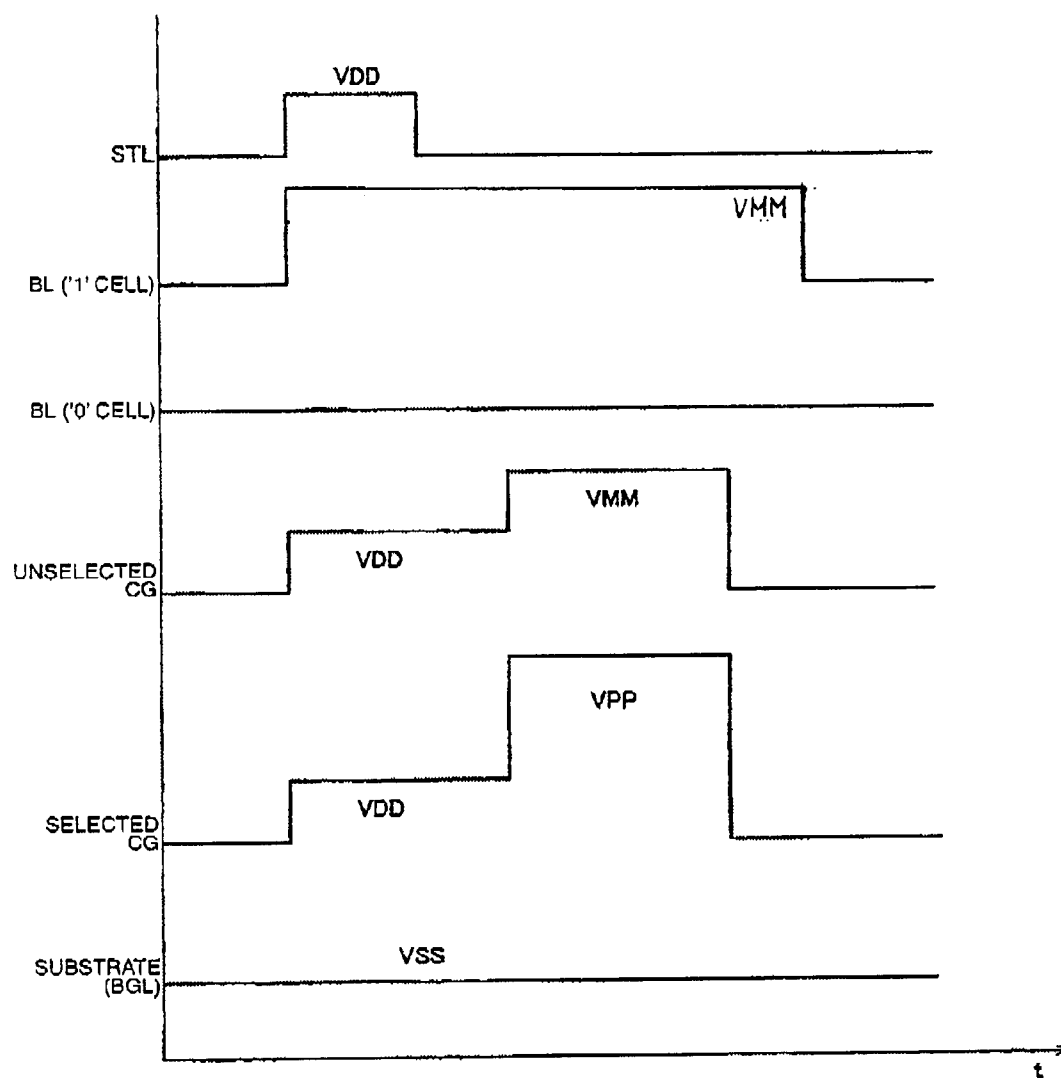 VDD
STL
VMM
BL ('1' CELL)
BL ('0' CELL)
VMM
VDD
UNSELECTED
CG
VPP
VDD
SELECTED
CG
VSS
SUBSTRATE
(BGL)
t